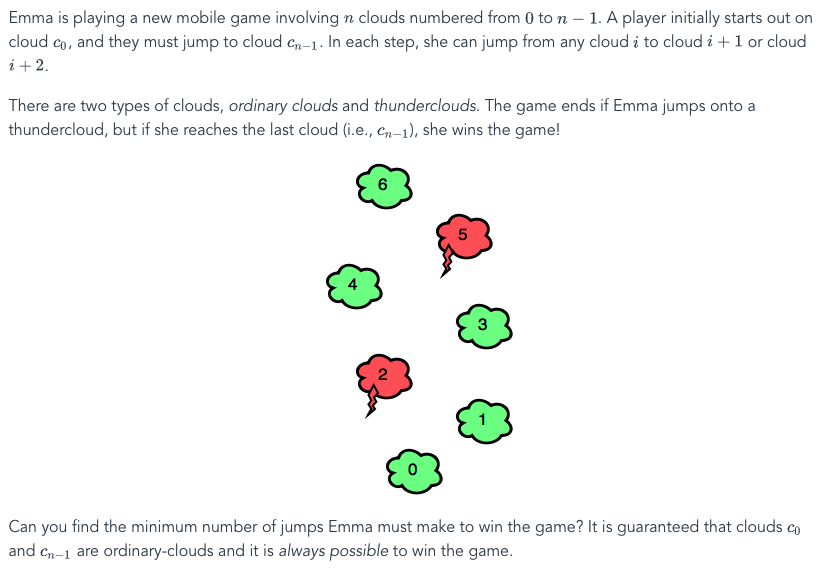 Emma is playing a new mobile game involving n clouds numbered from 0 to n − 1. A player initially starts out on
cloud c₀, and they must jump to cloud cₙ₋₁. In each step, she can jump from any cloud i to cloud i + 1 or cloud
i + 2.
There are two types of clouds, ordinary clouds and thunderclouds. The game ends if Emma jumps onto a
thundercloud, but if she reaches the last cloud (i.e., cₙ₋₁), she wins the game!
6
5
4
3
2
1
0
Can you find the minimum number of jumps Emma must make to win the game? It is guaranteed that clouds c₀
and cₙ₋₁ are ordinary-clouds and it is always possible to win the game.